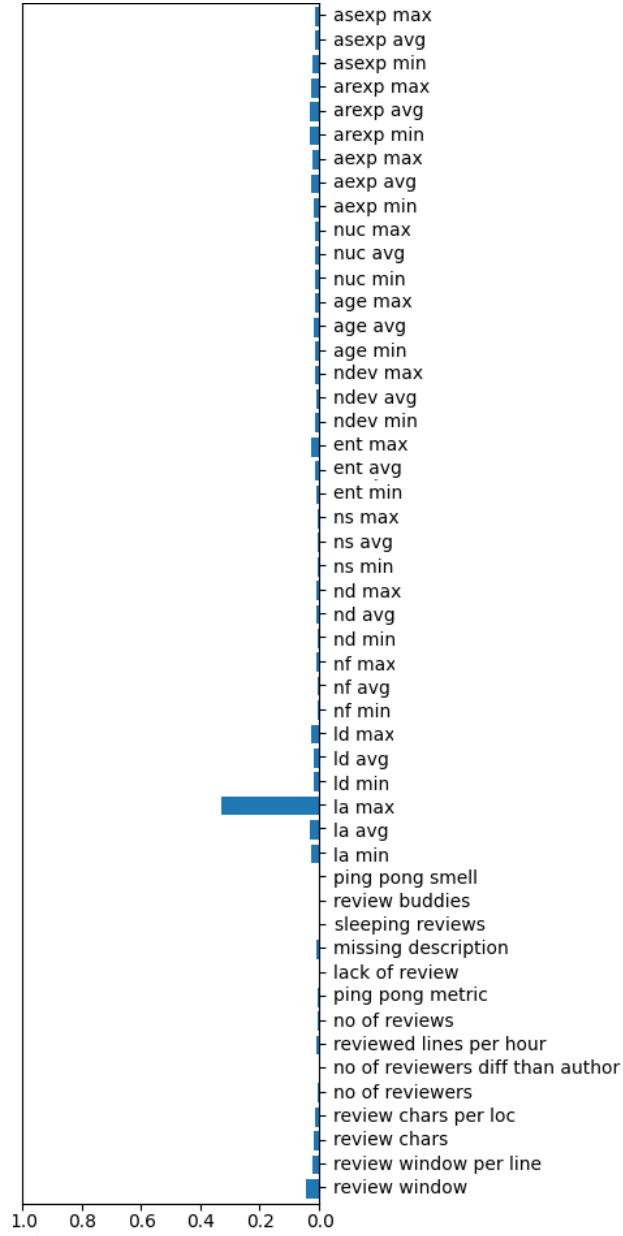 asexp max
asexp avg
asexp min
arexp max
arexp avg
arexp min
aexp max
aexp avg
aexp min
nuc max
nuc avg
nuc min
age max
age avg
age min
ndev max
ndev avg
ndev min
ent max
ent avg
ent min
ns max
ns avg
ns min
nd max
nd avg
nd min
nf max
nf avg
nf min
ld max
ld avg
ld min
la max
la avg
la min
ping pong smell
review buddies
sleeping reviews
missing description
lack of review
ping pong metric
no of reviews
reviewed lines per hour
no of reviewers diff than author
no of reviewers
review chars per loc
review chars
review window per line
review window
1.0 0.8 0.6 0.4 0.2 0.0